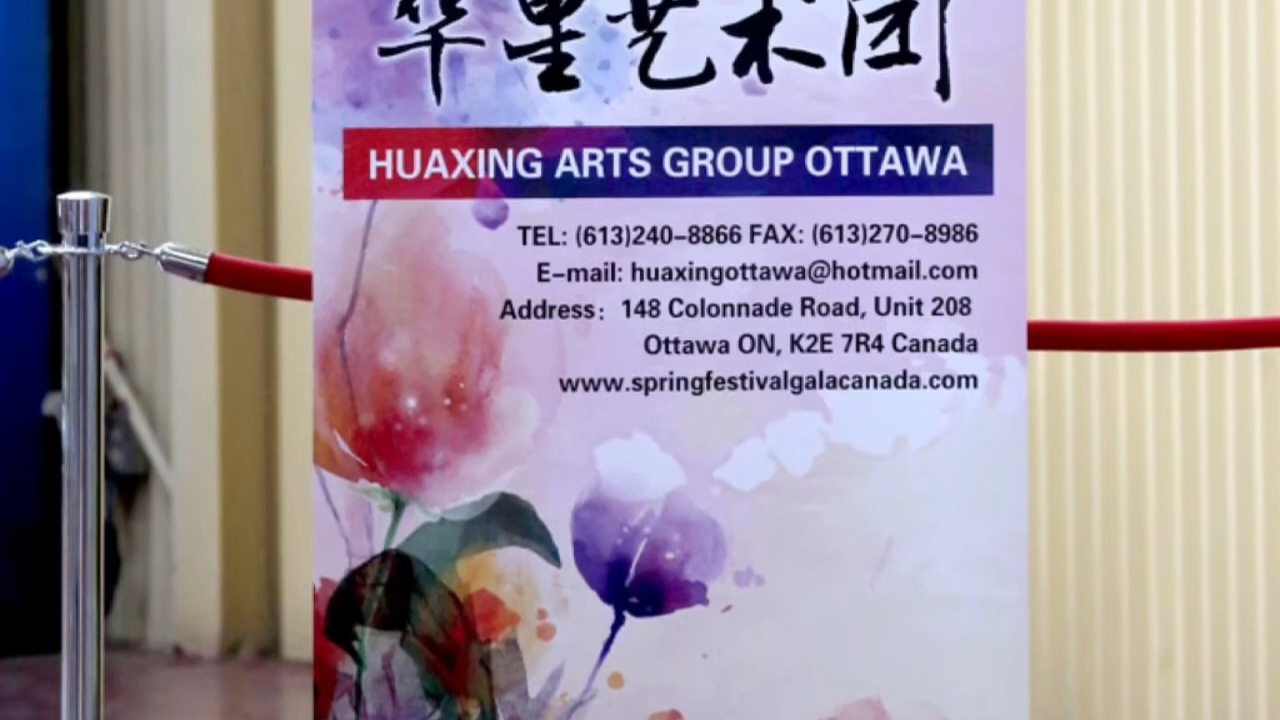 华星艺术团
HUAXING ARTS GROUP OTTAWA
TEL: (613)240-8866 FAX: (613)270-8986
E-mail: huaxingottawa@hotmail.com
Address: 148 Colonnade Road, Unit 208
Ottawa ON, K2E 7R4 Canada
www.springfestivalgalacanada.com